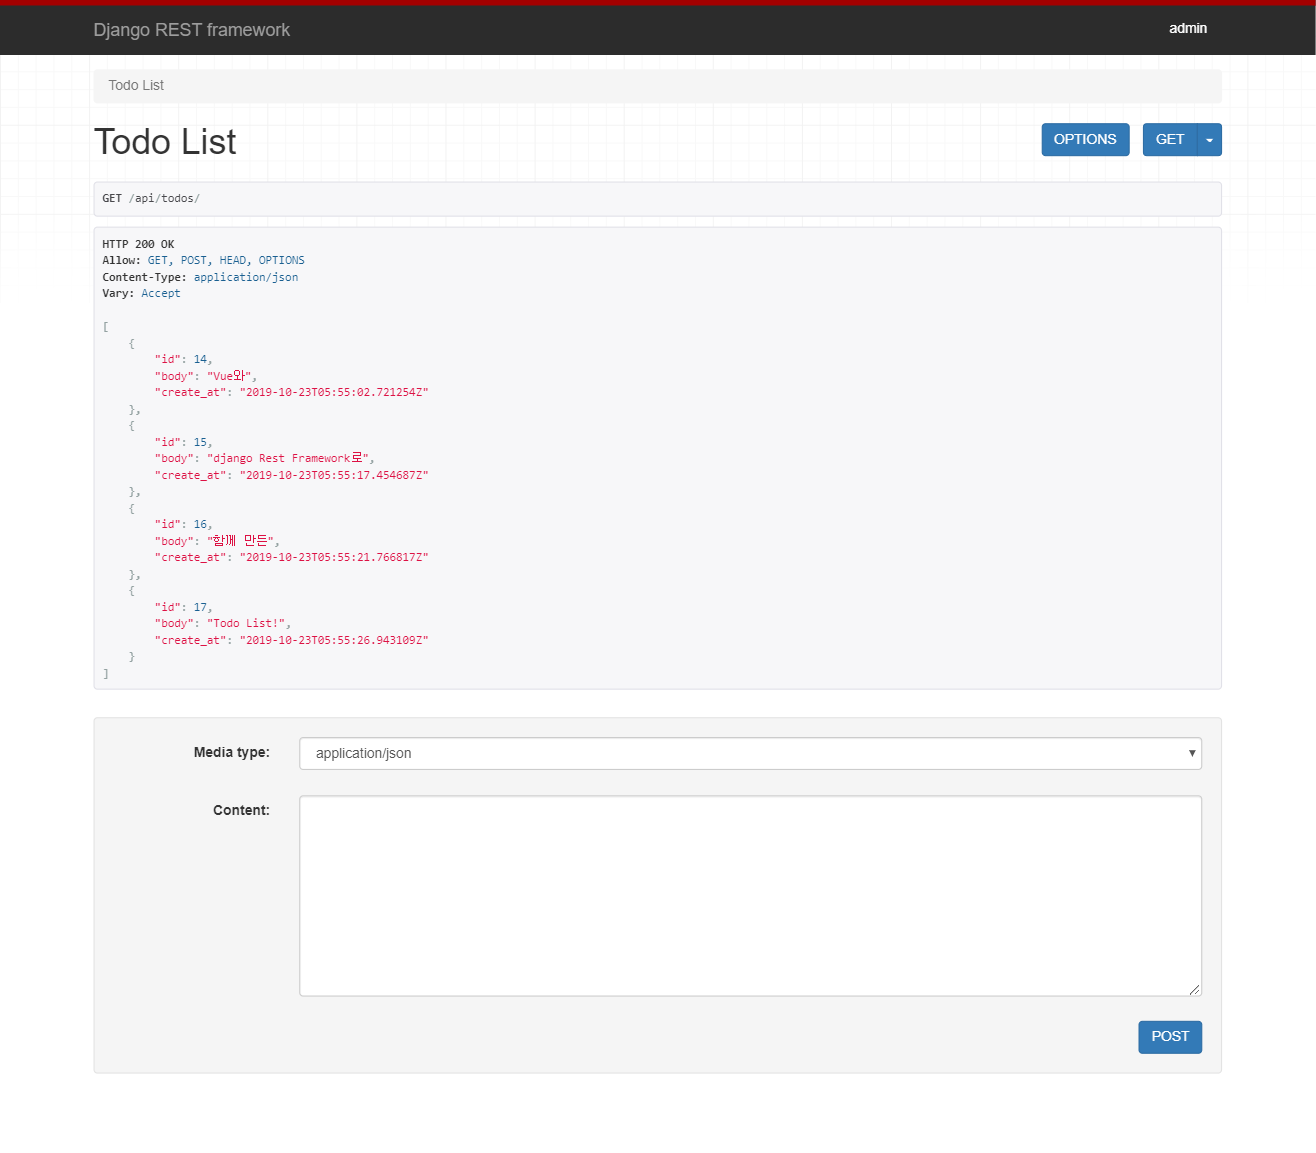 Django REST framework
admin
Todo List
Todo List
OPTIONS
GET
GET /api/todos/
HTTP 200 OK
Allow: GET, POST, HEAD, OPTIONS
Content-Type: application/json
Vary: Accept
[
    {
        "id": 14,
        "body": "Vue와",
        "create_at": "2019-10-23T05:55:02.721254Z"
    },
    {
        "id": 15,
        "body": "django Rest Framework로",
        "create_at": "2019-10-23T05:55:17.454687Z"
    },
    {
        "id": 16,
        "body": "함께 만든",
        "create_at": "2019-10-23T05:55:21.766817Z"
    },
    {
        "id": 17,
        "body": "Todo List!",
        "create_at": "2019-10-23T05:55:26.943109Z"
    }
]
Media type:
application/json
Content:
POST